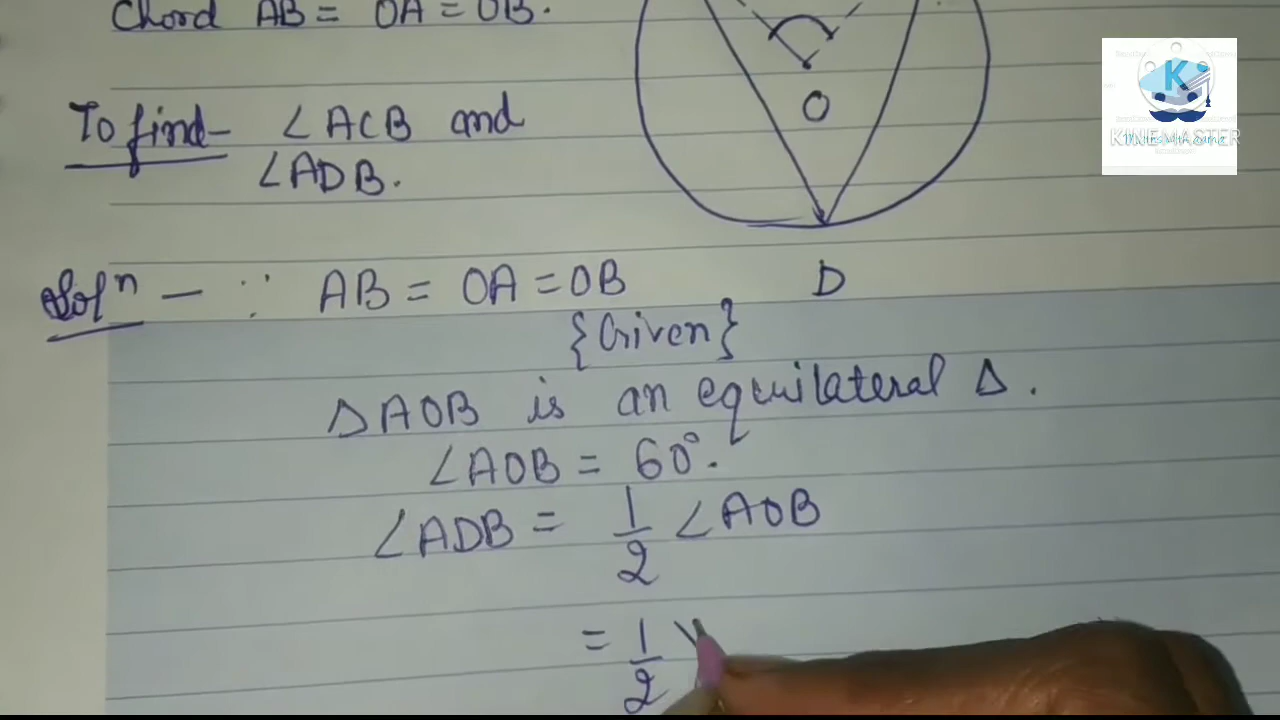 Chord AB = OA = OB.
To find- ∠ACB and
∠ADB.
O
D
Solⁿ - ∵ AB = OA = OB
{Given}
△AOB is an equilateral △.
∠AOB = 60°.
∠ADB = 1/2 ∠AOB
= 1/2
K
KINEMASTER